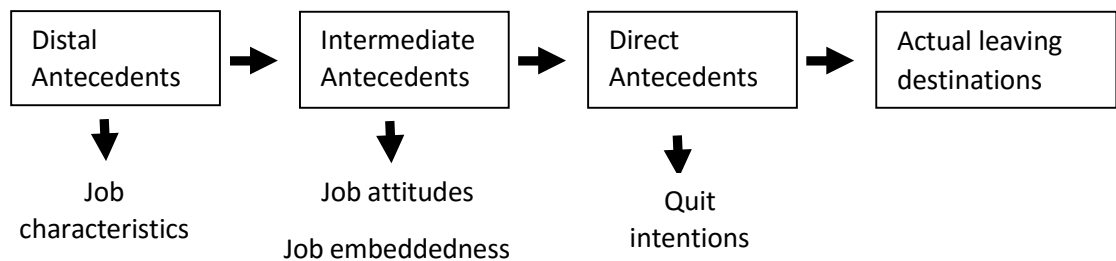 Distal
Antecedents
Intermediate
Antecedents
Direct
Antecedents
Actual leaving
destinations
Job
characteristics
Job attitudes
Job embeddedness
Quit
intentions